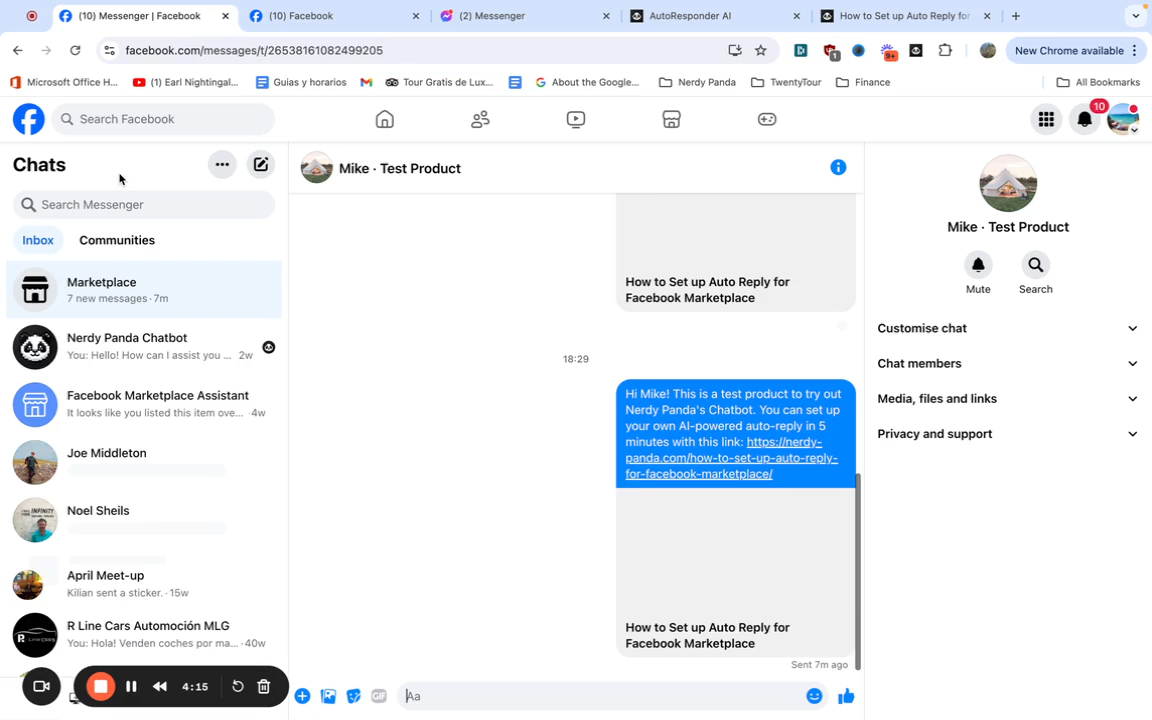 (10) Messenger | Facebook
(10) Facebook
(2) Messenger
AutoResponder AI
How to Set up Auto Reply for
facebook.com/messages/t/26538161082499205
New Chrome available
Microsoft Office H...
(1) Earl Nightingal...
Guias y horarios
Tour Gratis de Lux...
About the Google...
Nerdy Panda
TwentyTour
Finance
All Bookmarks
1
9+
Search Facebook
10
Chats
Search Messenger
Inbox
Communities
Marketplace
7 new messages · 7m
Nerdy Panda Chatbot
You: Hello! How can I assist you ... 2w
Facebook Marketplace Assistant
It looks like you listed this item ove... · 4w
Joe Middleton
Noel Sheils
April Meet-up
Kilian sent a sticker. · 15w
R Line Cars Automoción MLG
You: Hola! Venden coches por ma... · 40w
4:15
Mike · Test Product
How to Set up Auto Reply for
Facebook Marketplace
18:29
Hi Mike! This is a test product to try out
Nerdy Panda's Chatbot. You can set up
your own AI-powered auto-reply in 5
minutes with this link: https://nerdy-
panda.com/how-to-set-up-auto-reply-
for-facebook-marketplace/
How to Set up Auto Reply for
Facebook Marketplace
Sent 7m ago
GIF
Aa
Mike · Test Product
Mute
Search
Customise chat
Chat members
Media, files and links
Privacy and support